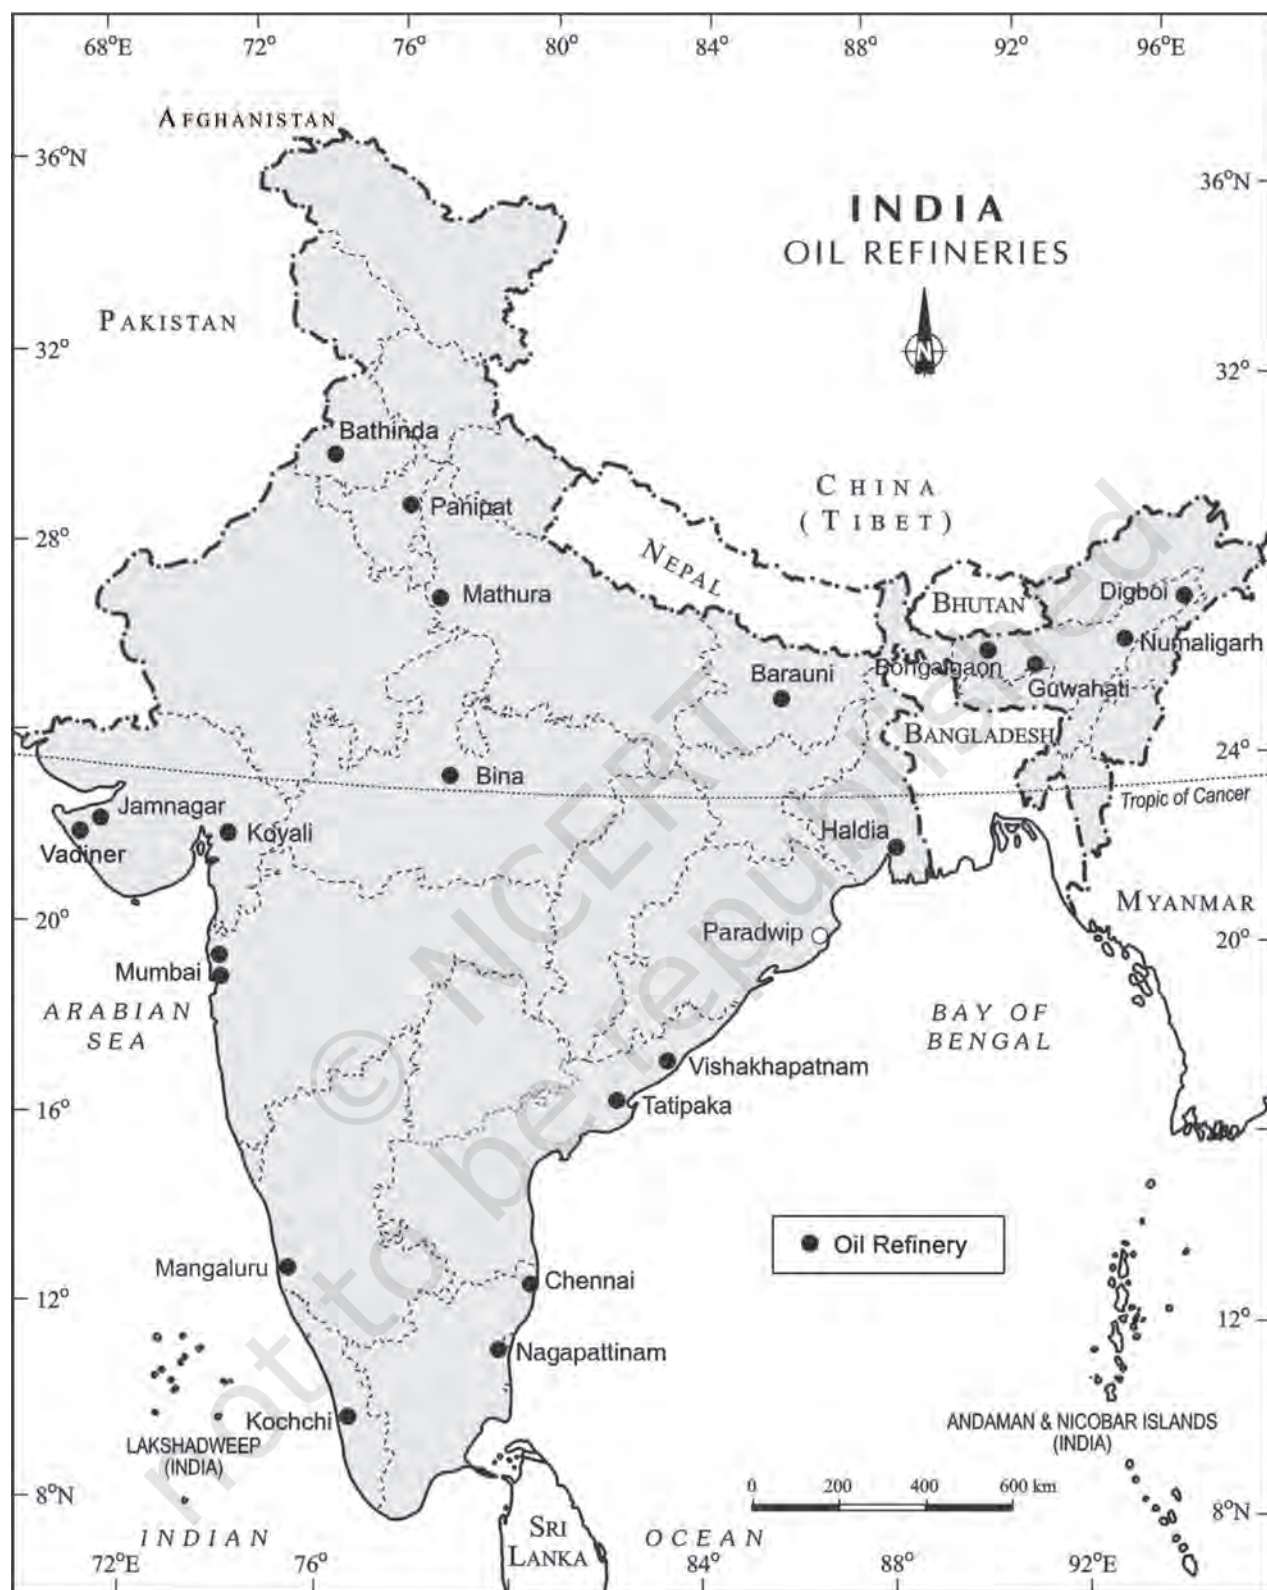 68°E 72° 76° 80° 84° 88° 92° 96°E
AFGHANISTAN
36°N
36°N
INDIA
OIL REFINERIES
PAKISTAN
N
32°
32°
Bathinda
CHINA
(TIBET)
Panipat
28°
28°
NEPAL
Mathura
BHUTAN
Digboi
Numaligarh
Bongaigaon
Barauni
Guwahati
BANGLADESH
24°
24°
Bina
Tropic of Cancer
Jamnagar
Koyali
Haldia
Vadiner
MYANMAR
20°
20°
Paradwip
Mumbai
ARABIAN
SEA
BAY OF
BENGAL
Vishakhapatnam
Tatipaka
16°
16°
Oil Refinery
Mangaluru
Chennai
12°
12°
Nagapattinam
Kochchi
LAKSHADWEEP
(INDIA)
ANDAMAN & NICOBAR ISLANDS
(INDIA)
0 200 400 600 km
8°N
8°N
SRI
LANKA
INDIAN OCEAN
72°E 76° 84° 88° 92°E
© NCERT
not to be republished